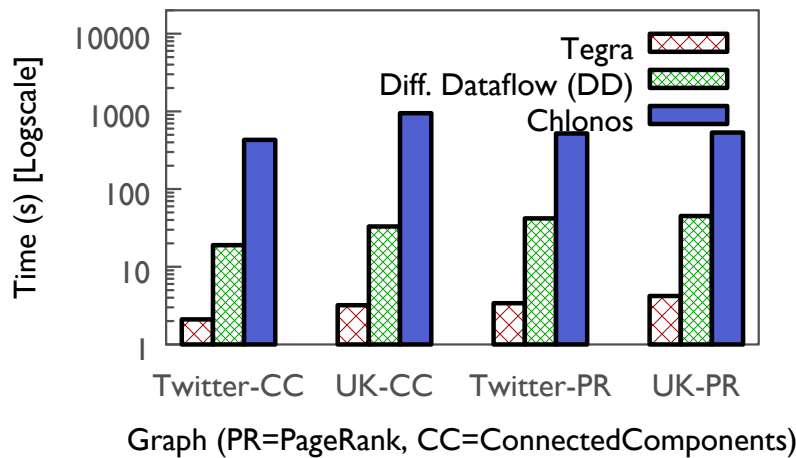 10000
1000
100
10
1
Time (s) [Logscale]
Tegra
Diff. Dataflow (DD)
Chlonos
Twitter-CC
UK-CC
Twitter-PR
UK-PR
Graph (PR=PageRank, CC=ConnectedComponents)